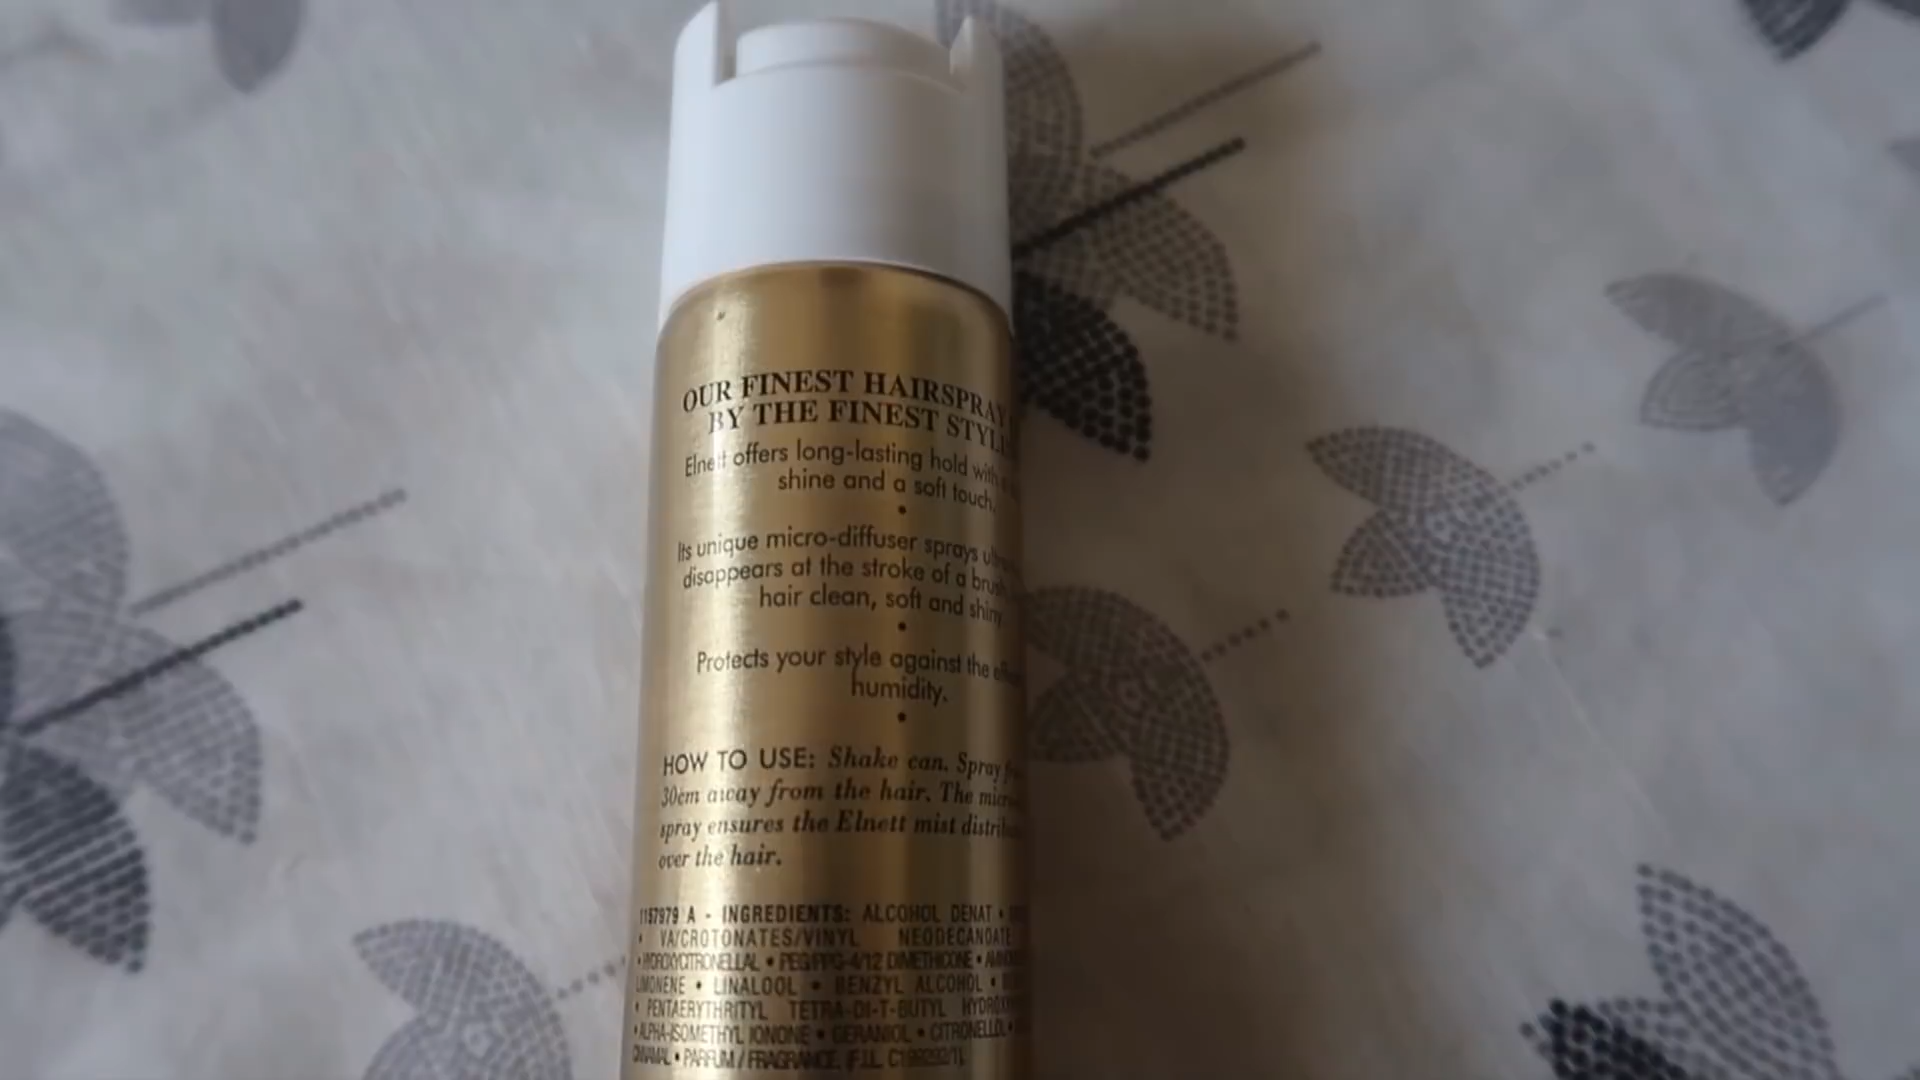 OUR FINEST HAIRSPRAY
BY THE FINEST
Elnett offers long-lasting hold with
shine and a soft touch.
•
Its unique micro-diffuser sprays
disappears at the stroke of a brush
hair clean, soft and shiny.
•
Protects your style against the
humidity.
•
HOW TO USE: Shake can. Spray
30cm away from the hair. The
spray ensures the Elnett mist
over the hair.
1157979 A - INGREDIENTS: ALCOHOL DENAT •
• VA/CROTONATES/VINYL NEODECANOATE
• HYDROXYCITRONELLAL • PEG/PPG-4/12 DIMETHICONE •
LIMONENE • LINALOOL • BENZYL ALCOHOL •
• PENTAERYTHRITYL TETRA-DI-T-BUTYL
• ALPHA-ISOMETHYL IONONE • GERANIOL • CITRONELLOL •
• PARFUM / FRAGRANCE. (F.I.L.